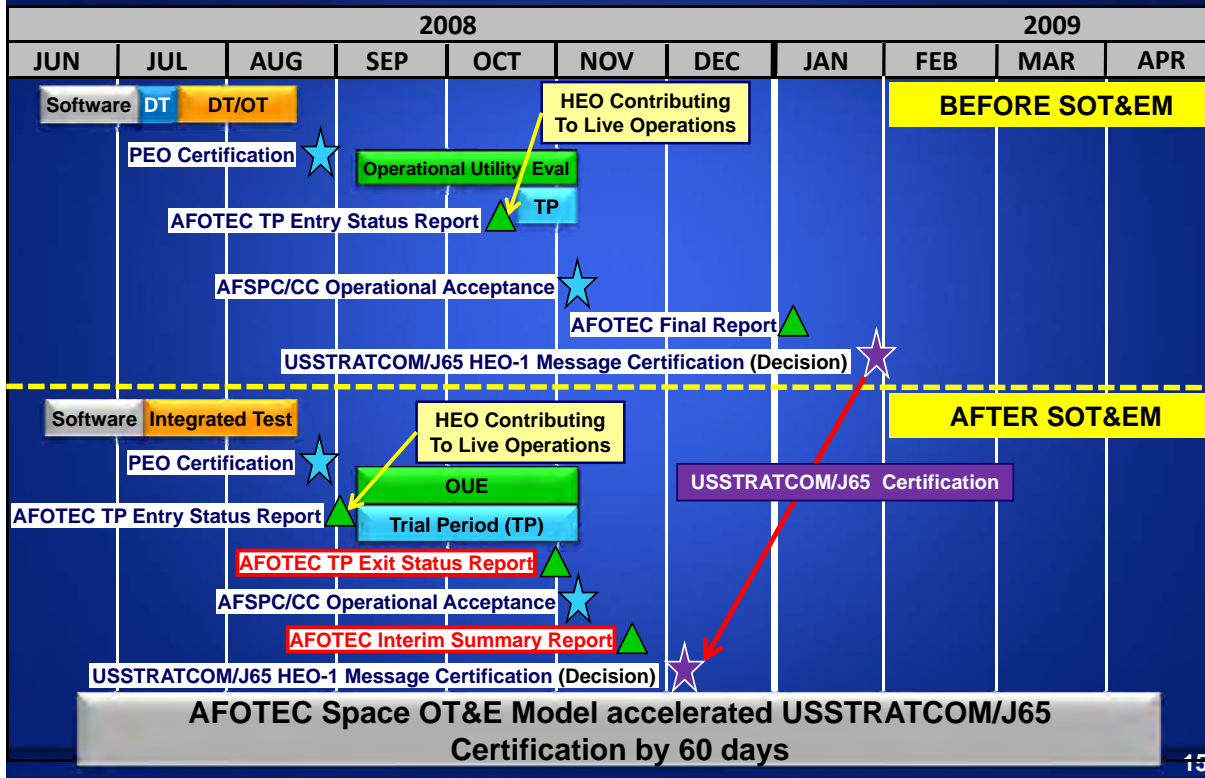 2008
2009
JUN
JUL
AUG
SEP
OCT
NOV
DEC
JAN
FEB
MAR
APR
Software
DT
DT/OT
HEO Contributing
To Live Operations
BEFORE SOT&EM
PEO Certification
Operational Utility Eval
TP
AFOTEC TP Entry Status Report
AFSPC/CC Operational Acceptance
AFOTEC Final Report
USSTRATCOM/J65 HEO-1 Message Certification (Decision)
Software
Integrated Test
HEO Contributing
To Live Operations
AFTER SOT&EM
PEO Certification
OUE
USSTRATCOM/J65 Certification
AFOTEC TP Entry Status Report
Trial Period (TP)
AFOTEC TP Exit Status Report
AFSPC/CC Operational Acceptance
AFOTEC Interim Summary Report
USSTRATCOM/J65 HEO-1 Message Certification (Decision)
AFOTEC Space OT&E Model accelerated USSTRATCOM/J65
Certification by 60 days
15